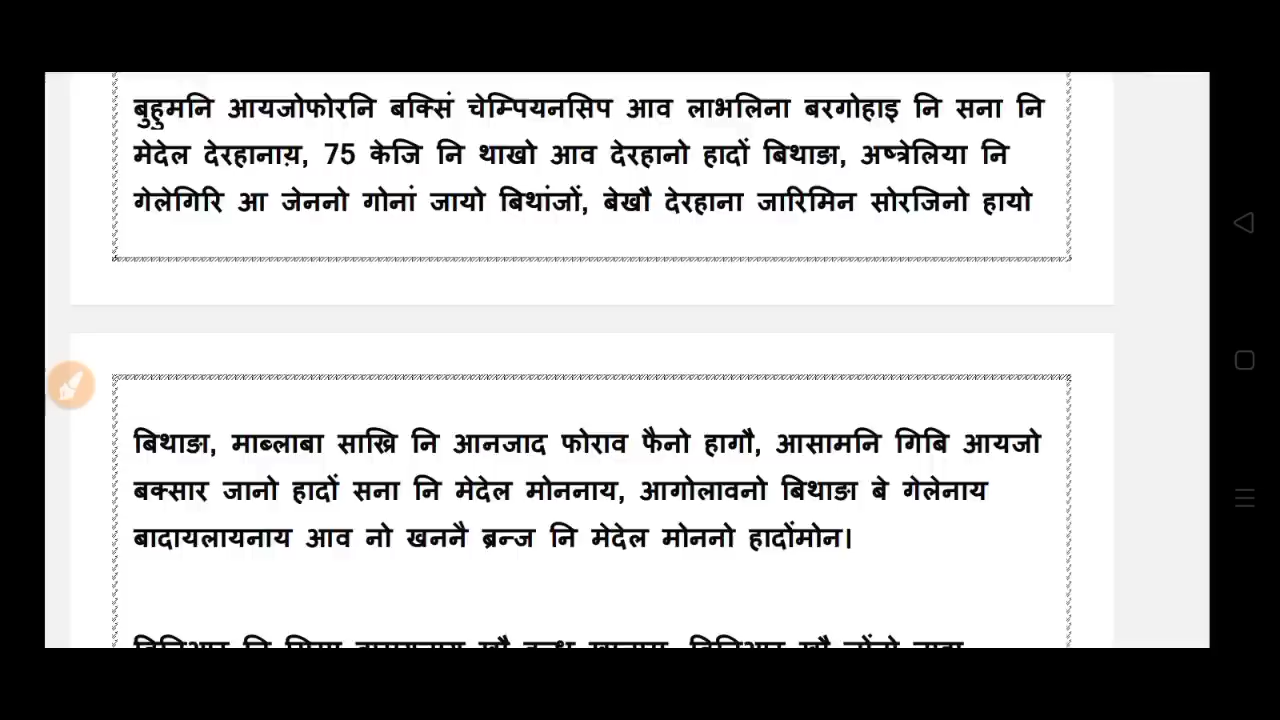 बुहुमनि आयजोफोरनि बक्सिं चेम्पियनसिप आव लाभलिना बरगोहाइ नि सना नि
मेदेल देरहानाय़, 75 केजि नि थाखो आव देरहानो हादों बिथाङा, अष्त्रेलिया नि
गेलेगिरि आ जेननो गोनां जायो बिथांजों, बेखौ देरहाना जारिमिन सोरजिनो हायो
बिथाङा, माब्लाबा साख्रि नि आनजाद फोराव फैनो हागौ, आसामनि गिबि आयजो
बक्सार जानो हादों सना नि मेदेल मोननाय, आगोलावनो बिथाङा बे गेलेनाय
बादायलायनाय आव नो खननै ब्रन्ज नि मेदेल मोननो हादोंमोन।